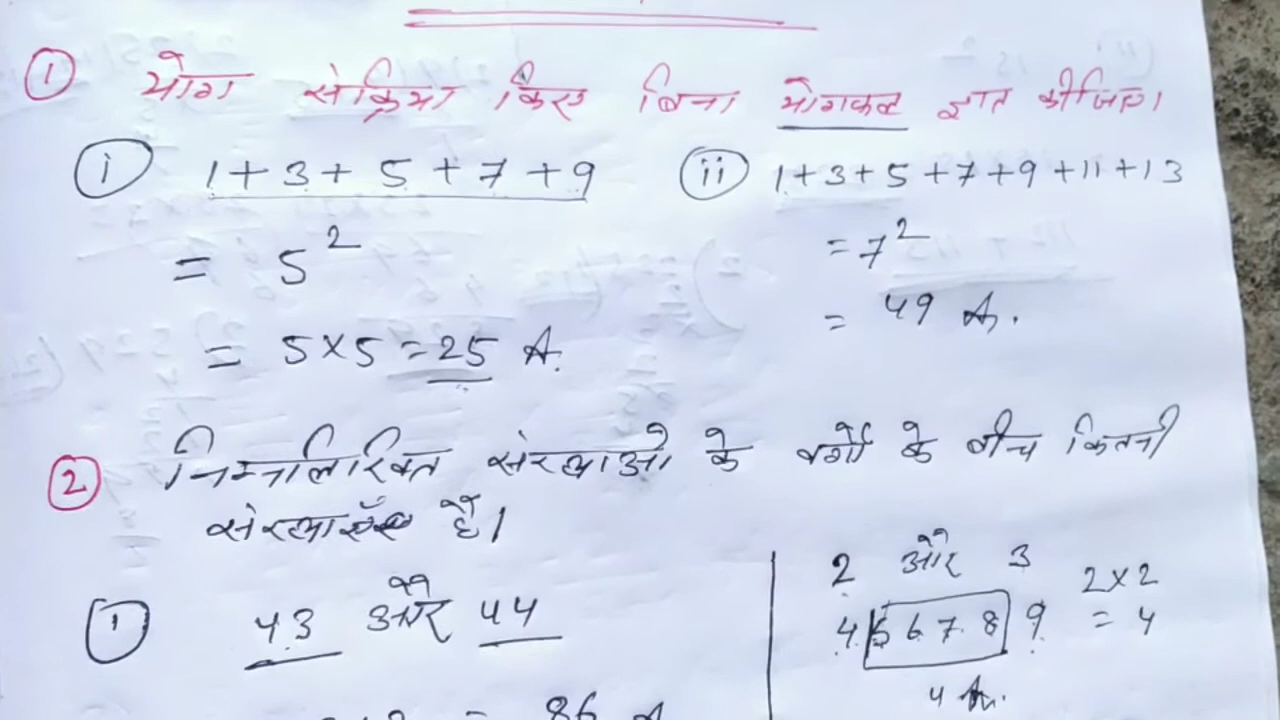 ① योग संक्रिया किए बिना योगफल ज्ञात कीजिए।
i 1+3+5+7+9
= 5²
= 5×5 = 25 A.
ii 1+3+5+7+9+11+13
= 7²
= 49 A.
② निम्नलिखित संख्याओं के वर्गों के बीच कितनी
संख्याएँ हैं।
① 43 और 44
= 86 A
2 और 3
4 5 6 7 8 9
2×2
= 4
4 A.